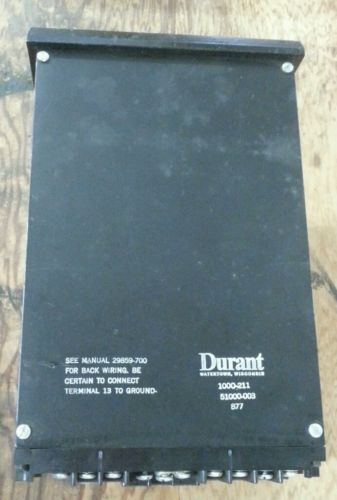 SEE MANUAL 29859-700
FOR BACK WIRING. BE
CERTAIN TO CONNECT
TERMINAL 13 TO GROUND.
Durant
WATERTOWN, WISCONSIN
1000-211
51000-003
877